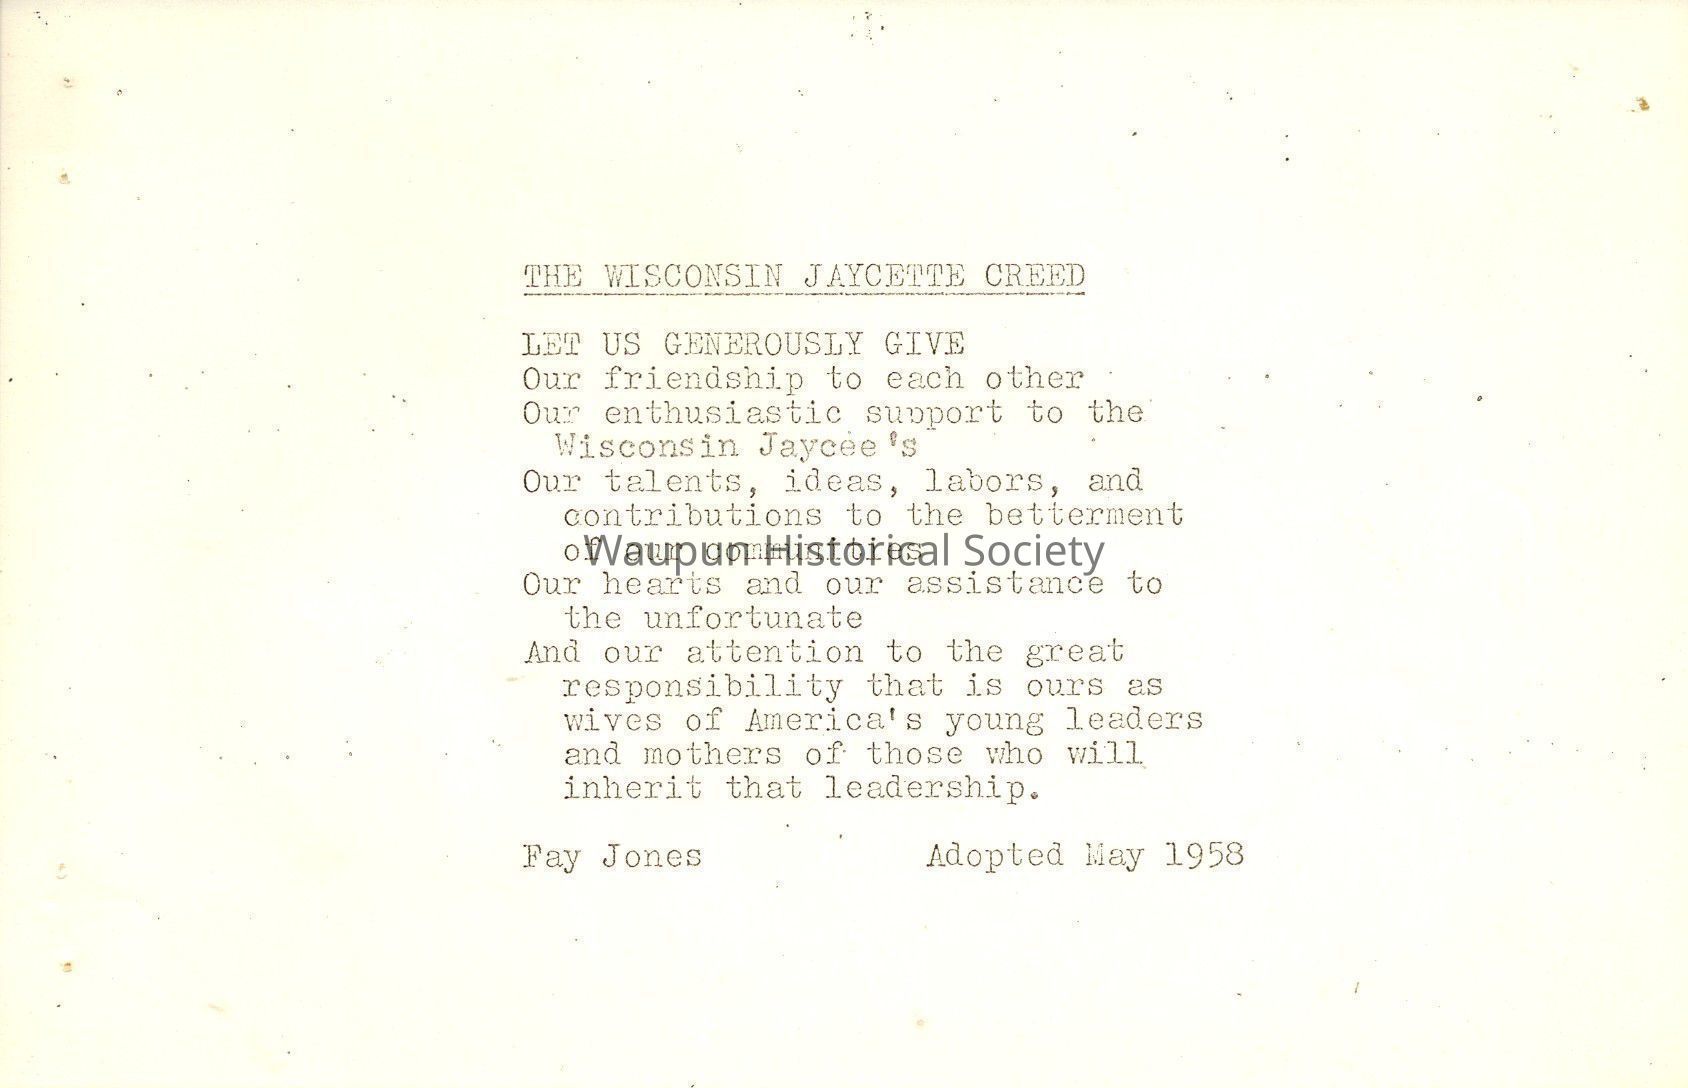 THE WISCONSIN JAYCETTE CREED
LET US GENEROUSLY GIVE
Our friendship to each other
Our enthusiastic support to the
Wisconsin Jaycee's
Our talents, ideas, labors, and
contributions to the betterment
of our communities
Waupun Historical Society
Our hearts and our assistance to
the unfortunate
And our attention to the great
responsibility that is ours as
wives of America's young leaders
and mothers of those who will
inherit that leadership.
Fay Jones Adopted May 1958